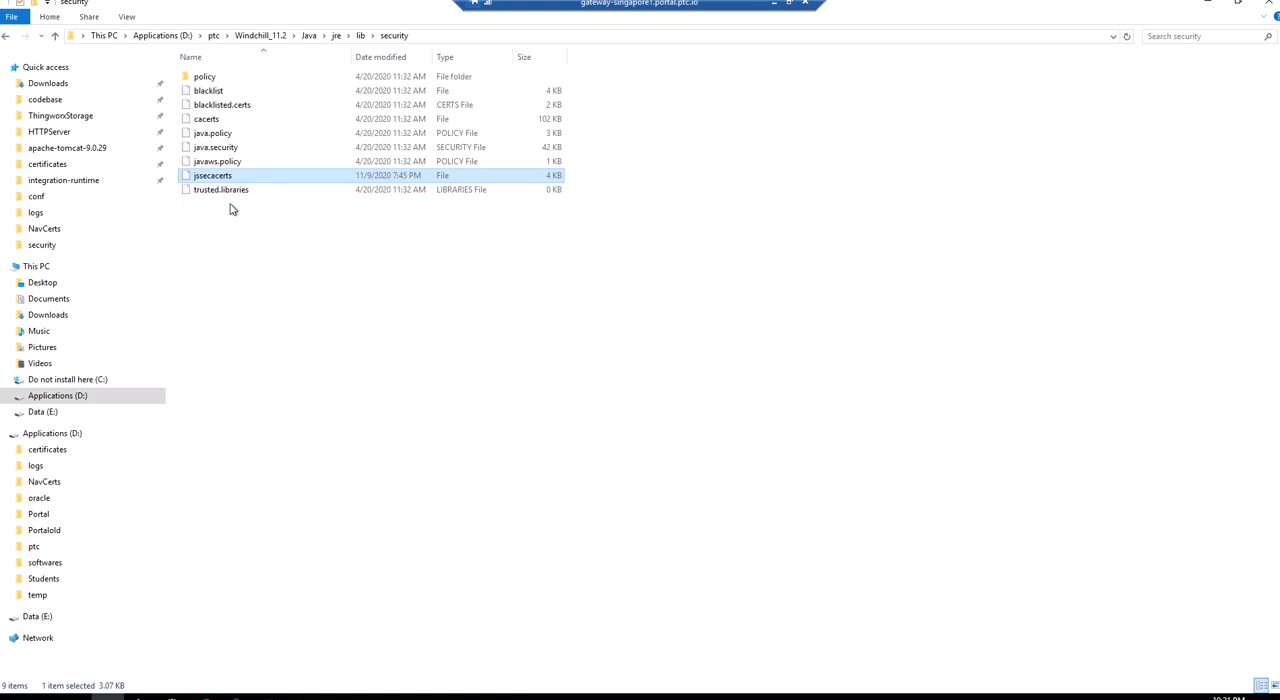 security
gateway-singapore1.portal.ptc.io
File Home Share View
This PC › Applications (D:) › ptc › Windchill_11.2 › Java › jre › lib › security
Search security
Name Date modified Type Size
policy 4/20/2020 11:32 AM File folder
blacklist 4/20/2020 11:32 AM File 4 KB
blacklisted.certs 4/20/2020 11:32 AM CERTS File 2 KB
cacerts 4/20/2020 11:32 AM File 102 KB
java.policy 4/20/2020 11:32 AM POLICY File 3 KB
java.security 4/20/2020 11:32 AM SECURITY File 42 KB
javaws.policy 4/20/2020 11:32 AM POLICY File 1 KB
jssecacerts 11/9/2020 7:45 PM File 4 KB
trusted.libraries 4/20/2020 11:32 AM LIBRARIES File 0 KB
Quick access
Downloads
codebase
ThingworxStorage
HTTPServer
apache-tomcat-9.0.29
certificates
integration-runtime
conf
logs
NavCerts
security
This PC
Desktop
Documents
Downloads
Music
Pictures
Videos
Do not install here (C:)
Applications (D:)
Data (E:)
Applications (D:)
certificates
logs
NavCerts
oracle
Portal
Portalold
ptc
softwares
Students
temp
Data (E:)
Network
9 items 1 item selected 3.07 KB